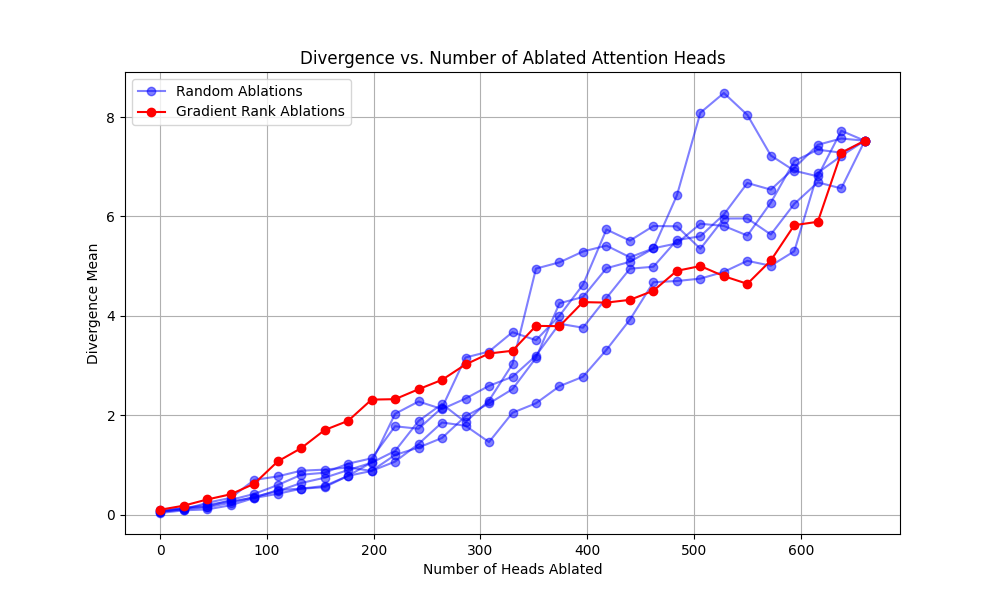 Divergence vs. Number of Ablated Attention Heads
Random Ablations
Gradient Rank Ablations
Divergence Mean
8
6
4
2
0
0 100 200 300 400 500 600
Number of Heads Ablated